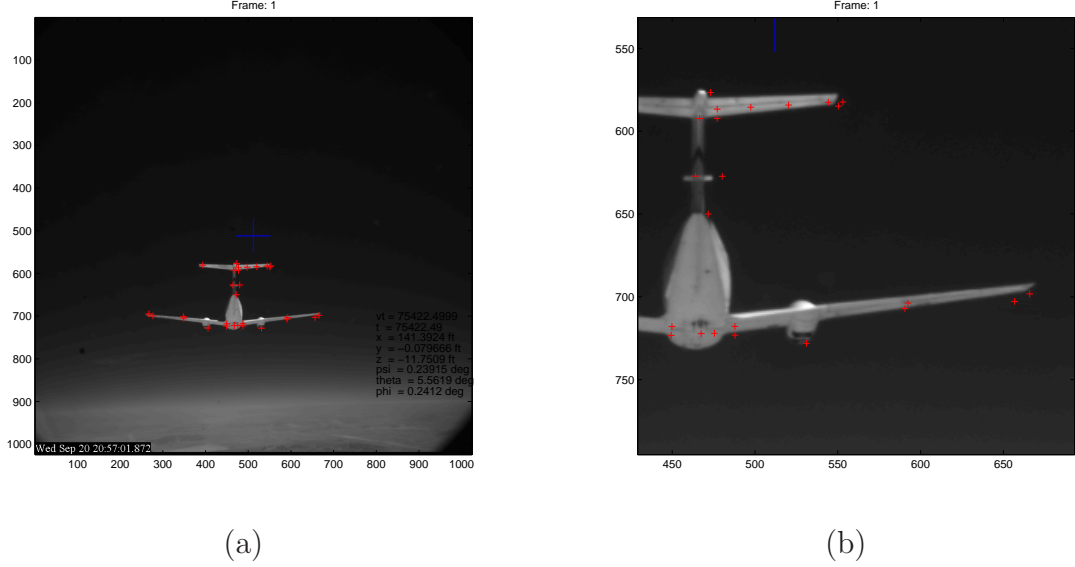 Frame: 1
100
200
300
400
500
600
700
800
900
1000
100 200 300 400 500 600 700 800 900 1000
vt = 75422.4999
t = 75422.49
x = 141.3924 ft
y = −0.079866 ft
z = −11.7509 ft
psi = 0.23915 deg
theta = 5.5619 deg
phi = 0.2412 deg
Wed Sep 20 20:57:01.872
(a)
Frame: 1
550
600
650
700
750
450 500 550 600 650
(b)